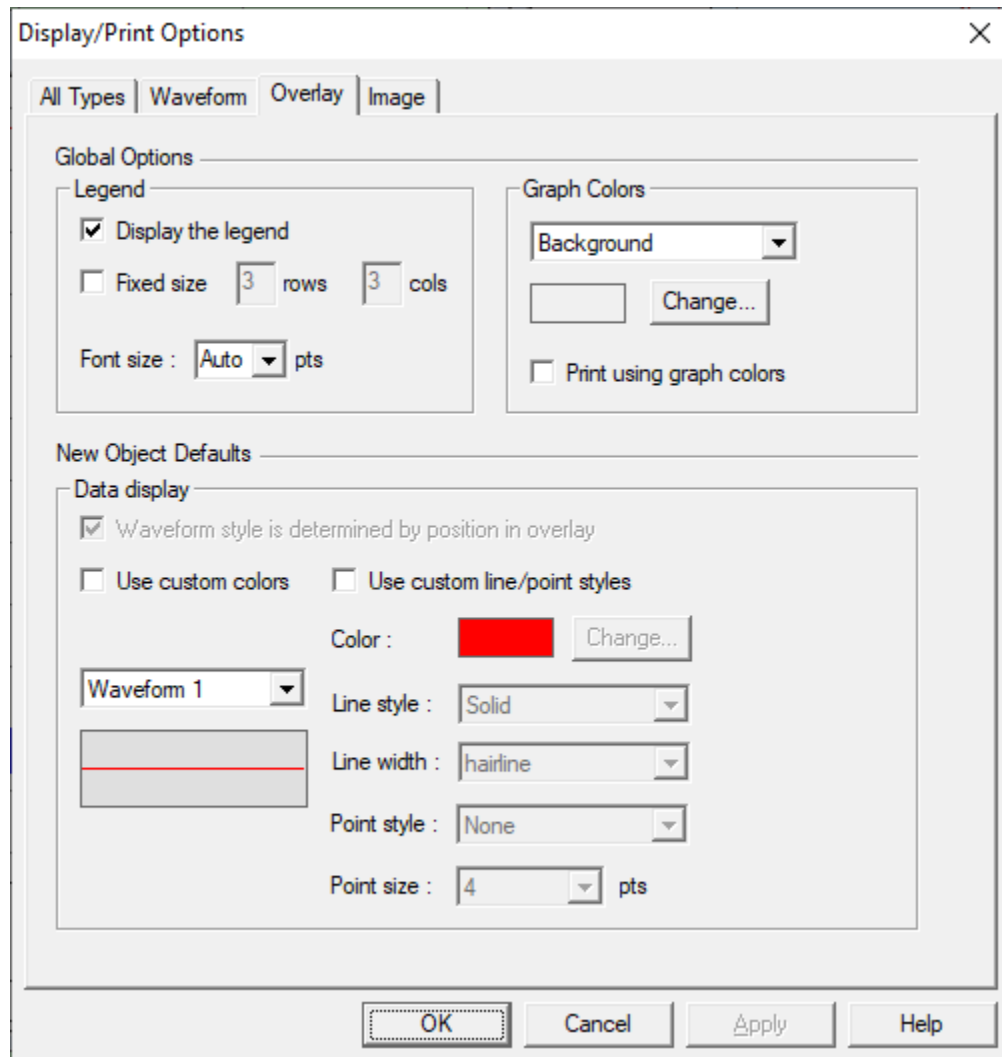 Display/Print Options
All Types Waveform Overlay Image
Global Options
Legend
Display the legend
Fixed size 3 rows 3 cols
Font size : Auto pts
Graph Colors
Background
Change...
Print using graph colors
New Object Defaults
Data display
Waveform style is determined by position in overlay
Use custom colors Use custom line/point styles
Color : Change...
Waveform 1
Line style : Solid
Line width : hairline
Point style : None
Point size : 4 pts
OK Cancel Apply Help